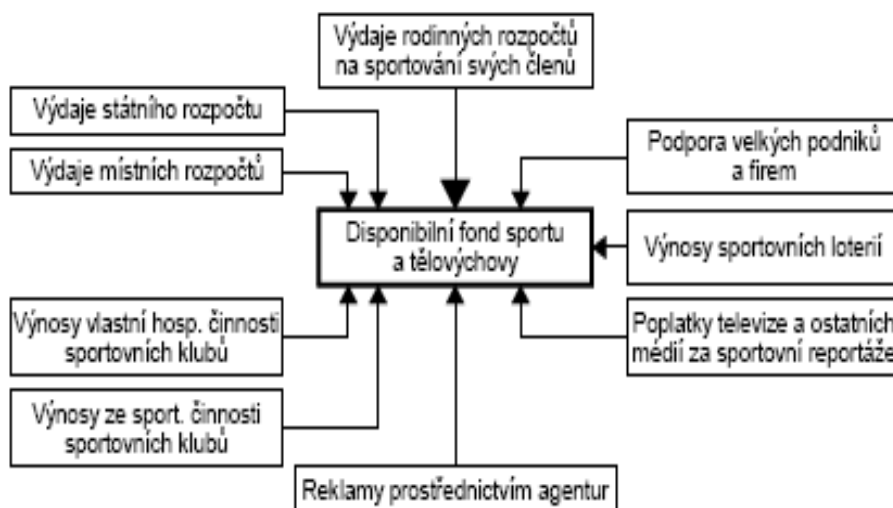 Výdaje rodinných rozpočtů
na sportování svých členů
Výdaje státního rozpočtu
Výdaje místních rozpočtů
Podpora velkých podniků
a firem
Disponibilní fond sportu
a tělovýchovy
Výnosy sportovních loterií
Výnosy vlastní hosp. činnosti
sportovních klubů
Poplatky televize a ostatních
médií za sportovní reportáže
Výnosy ze sport. činnosti
sportovních klubů
Reklamy prostřednictvím agentur